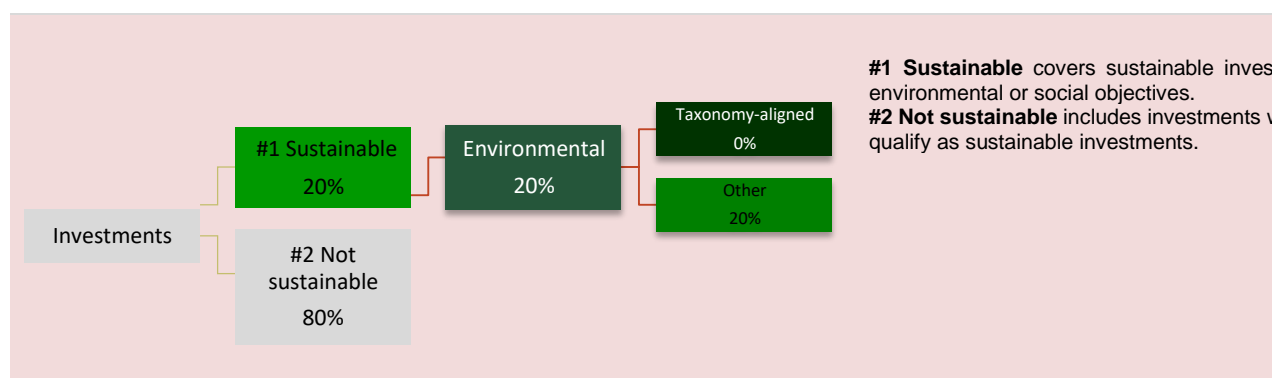 #1 Sustainable covers sustainable
environmental or social objectives.
#2 Not sustainable includes investments
qualify as sustainable investments.
Investments
#1 Sustainable
20%
#2 Not
sustainable
80%
Environmental
20%
Taxonomy-aligned
0%
Other
20%